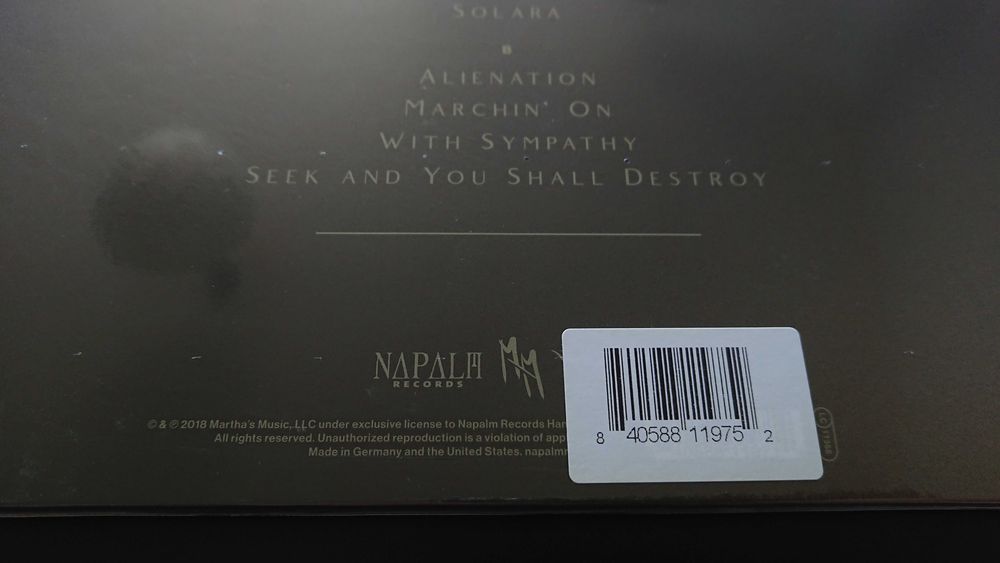 SOLARA
B
ALIENATION
MARCHIN' ON
WITH SYMPATHY
SEEK AND YOU SHALL DESTROY
NAPALM
RECORDS
MM
© & ℗ 2018 Martha's Music, LLC under exclusive license to Napalm Records
All rights reserved. Unauthorized reproduction is a violation of
Made in Germany and the United States.
8 40588 11975 2